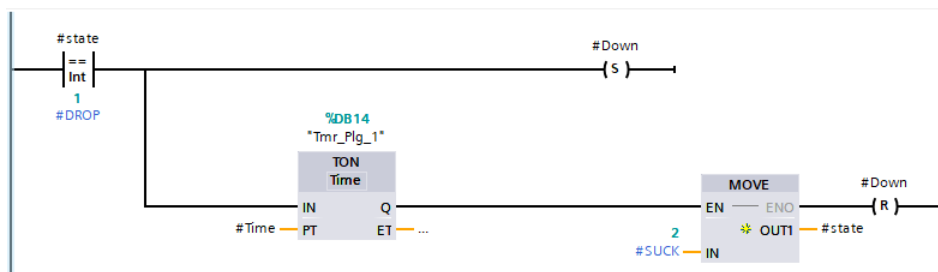 #state
#Down
==
( S )
Int
1
#DROP
%DB14
"Tmr_Plg_1"
TON
Time
MOVE
#Down
IN Q
EN ENO
( R )
#Time PT ET ...
2
OUT1 #state
#SUCK IN